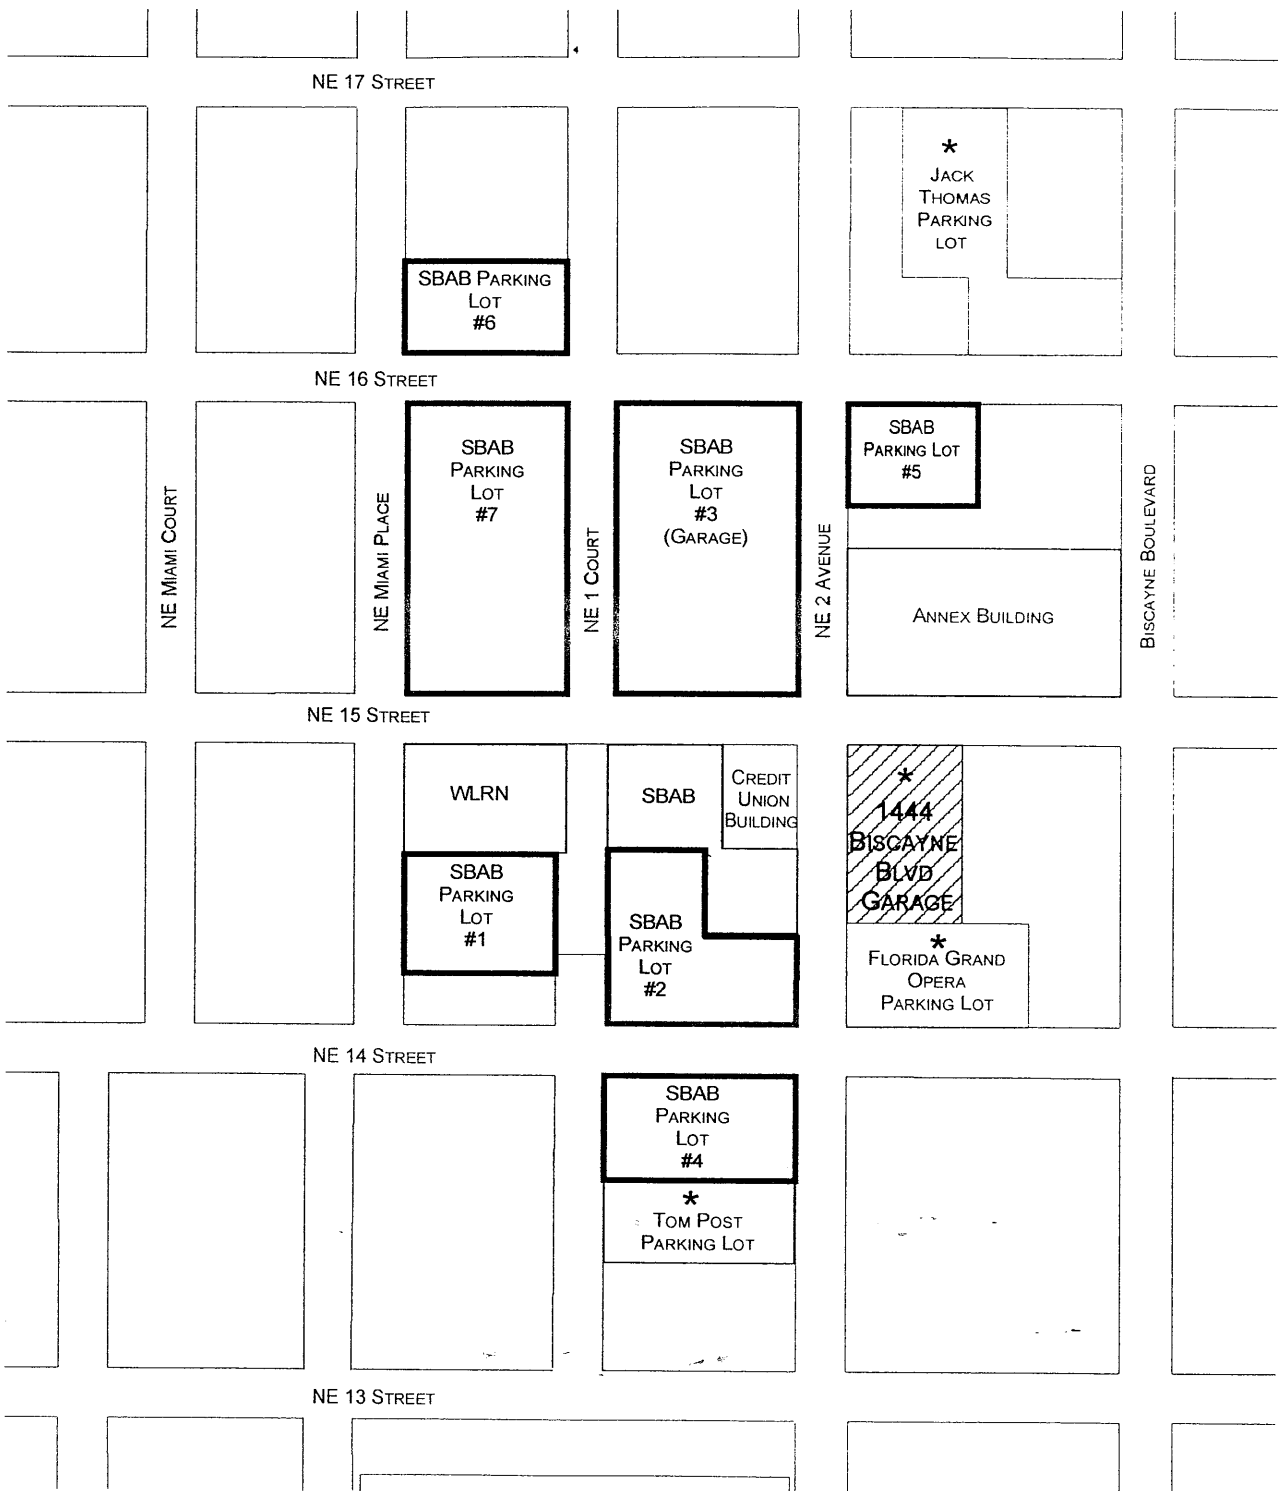 NE 17 STREET
*
JACK
THOMAS
PARKING
LOT
SBAB PARKING
LOT
#6
NE 16 STREET
SBAB
PARKING
LOT
#7
SBAB
PARKING
LOT
#3
(GARAGE)
SBAB
PARKING LOT
#5
NE MIAMI COURT
NE MIAMI PLACE
NE 1 COURT
NE 2 AVENUE
BISCAYNE BOULEVARD
ANNEX BUILDING
NE 15 STREET
WLRN
SBAB
CREDIT
UNION
BUILDING
*
1444
BISCAYNE
BLVD
GARAGE
SBAB
PARKING
LOT
#1
SBAB
PARKING
LOT
#2
*
FLORIDA GRAND
OPERA
PARKING LOT
NE 14 STREET
SBAB
PARKING
LOT
#4
*
TOM POST
PARKING LOT
NE 13 STREET